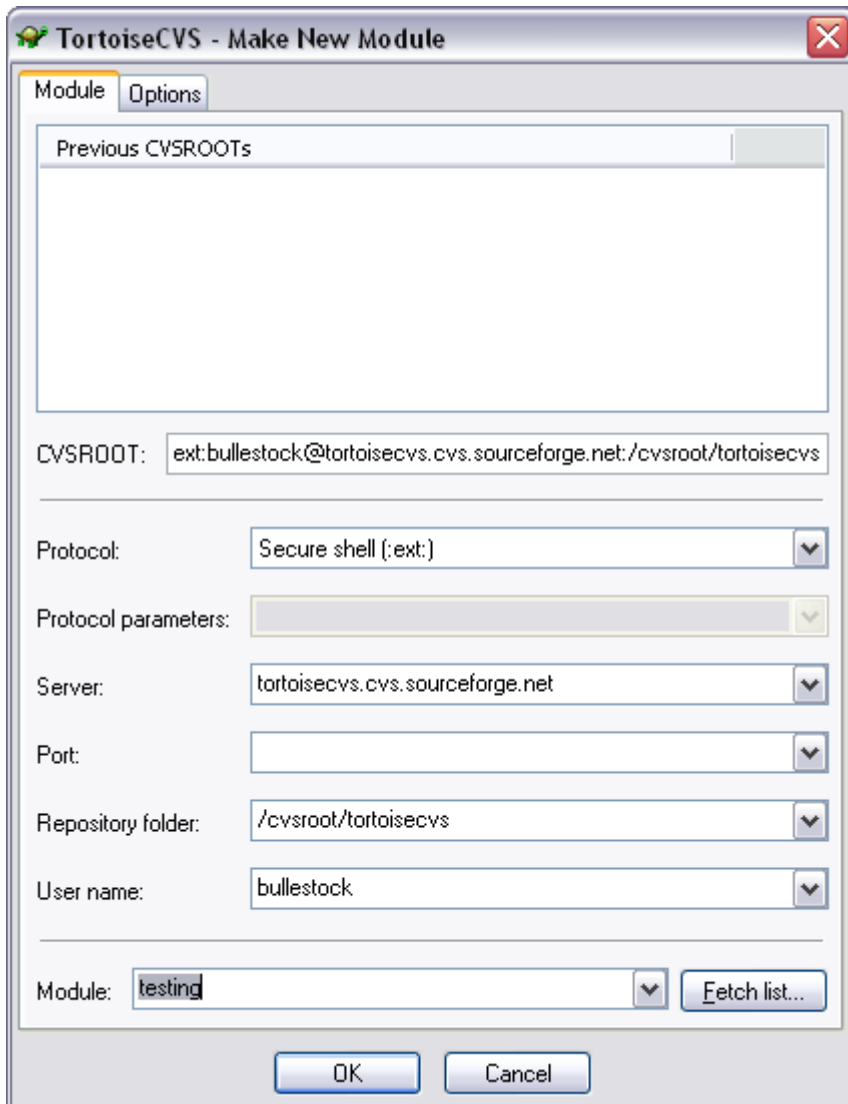 TortoiseCVS - Make New Module
Module Options
Previous CVSROOTs
CVSROOT: ext:bullestock@tortoisecvs.cvs.sourceforge.net:/cvsroot/tortoisecvs
Protocol: Secure shell (:ext:)
Protocol parameters:
Server: tortoisecvs.cvs.sourceforge.net
Port:
Repository folder: /cvsroot/tortoisecvs
User name: bullestock
Module: testing Fetch list...
OK Cancel